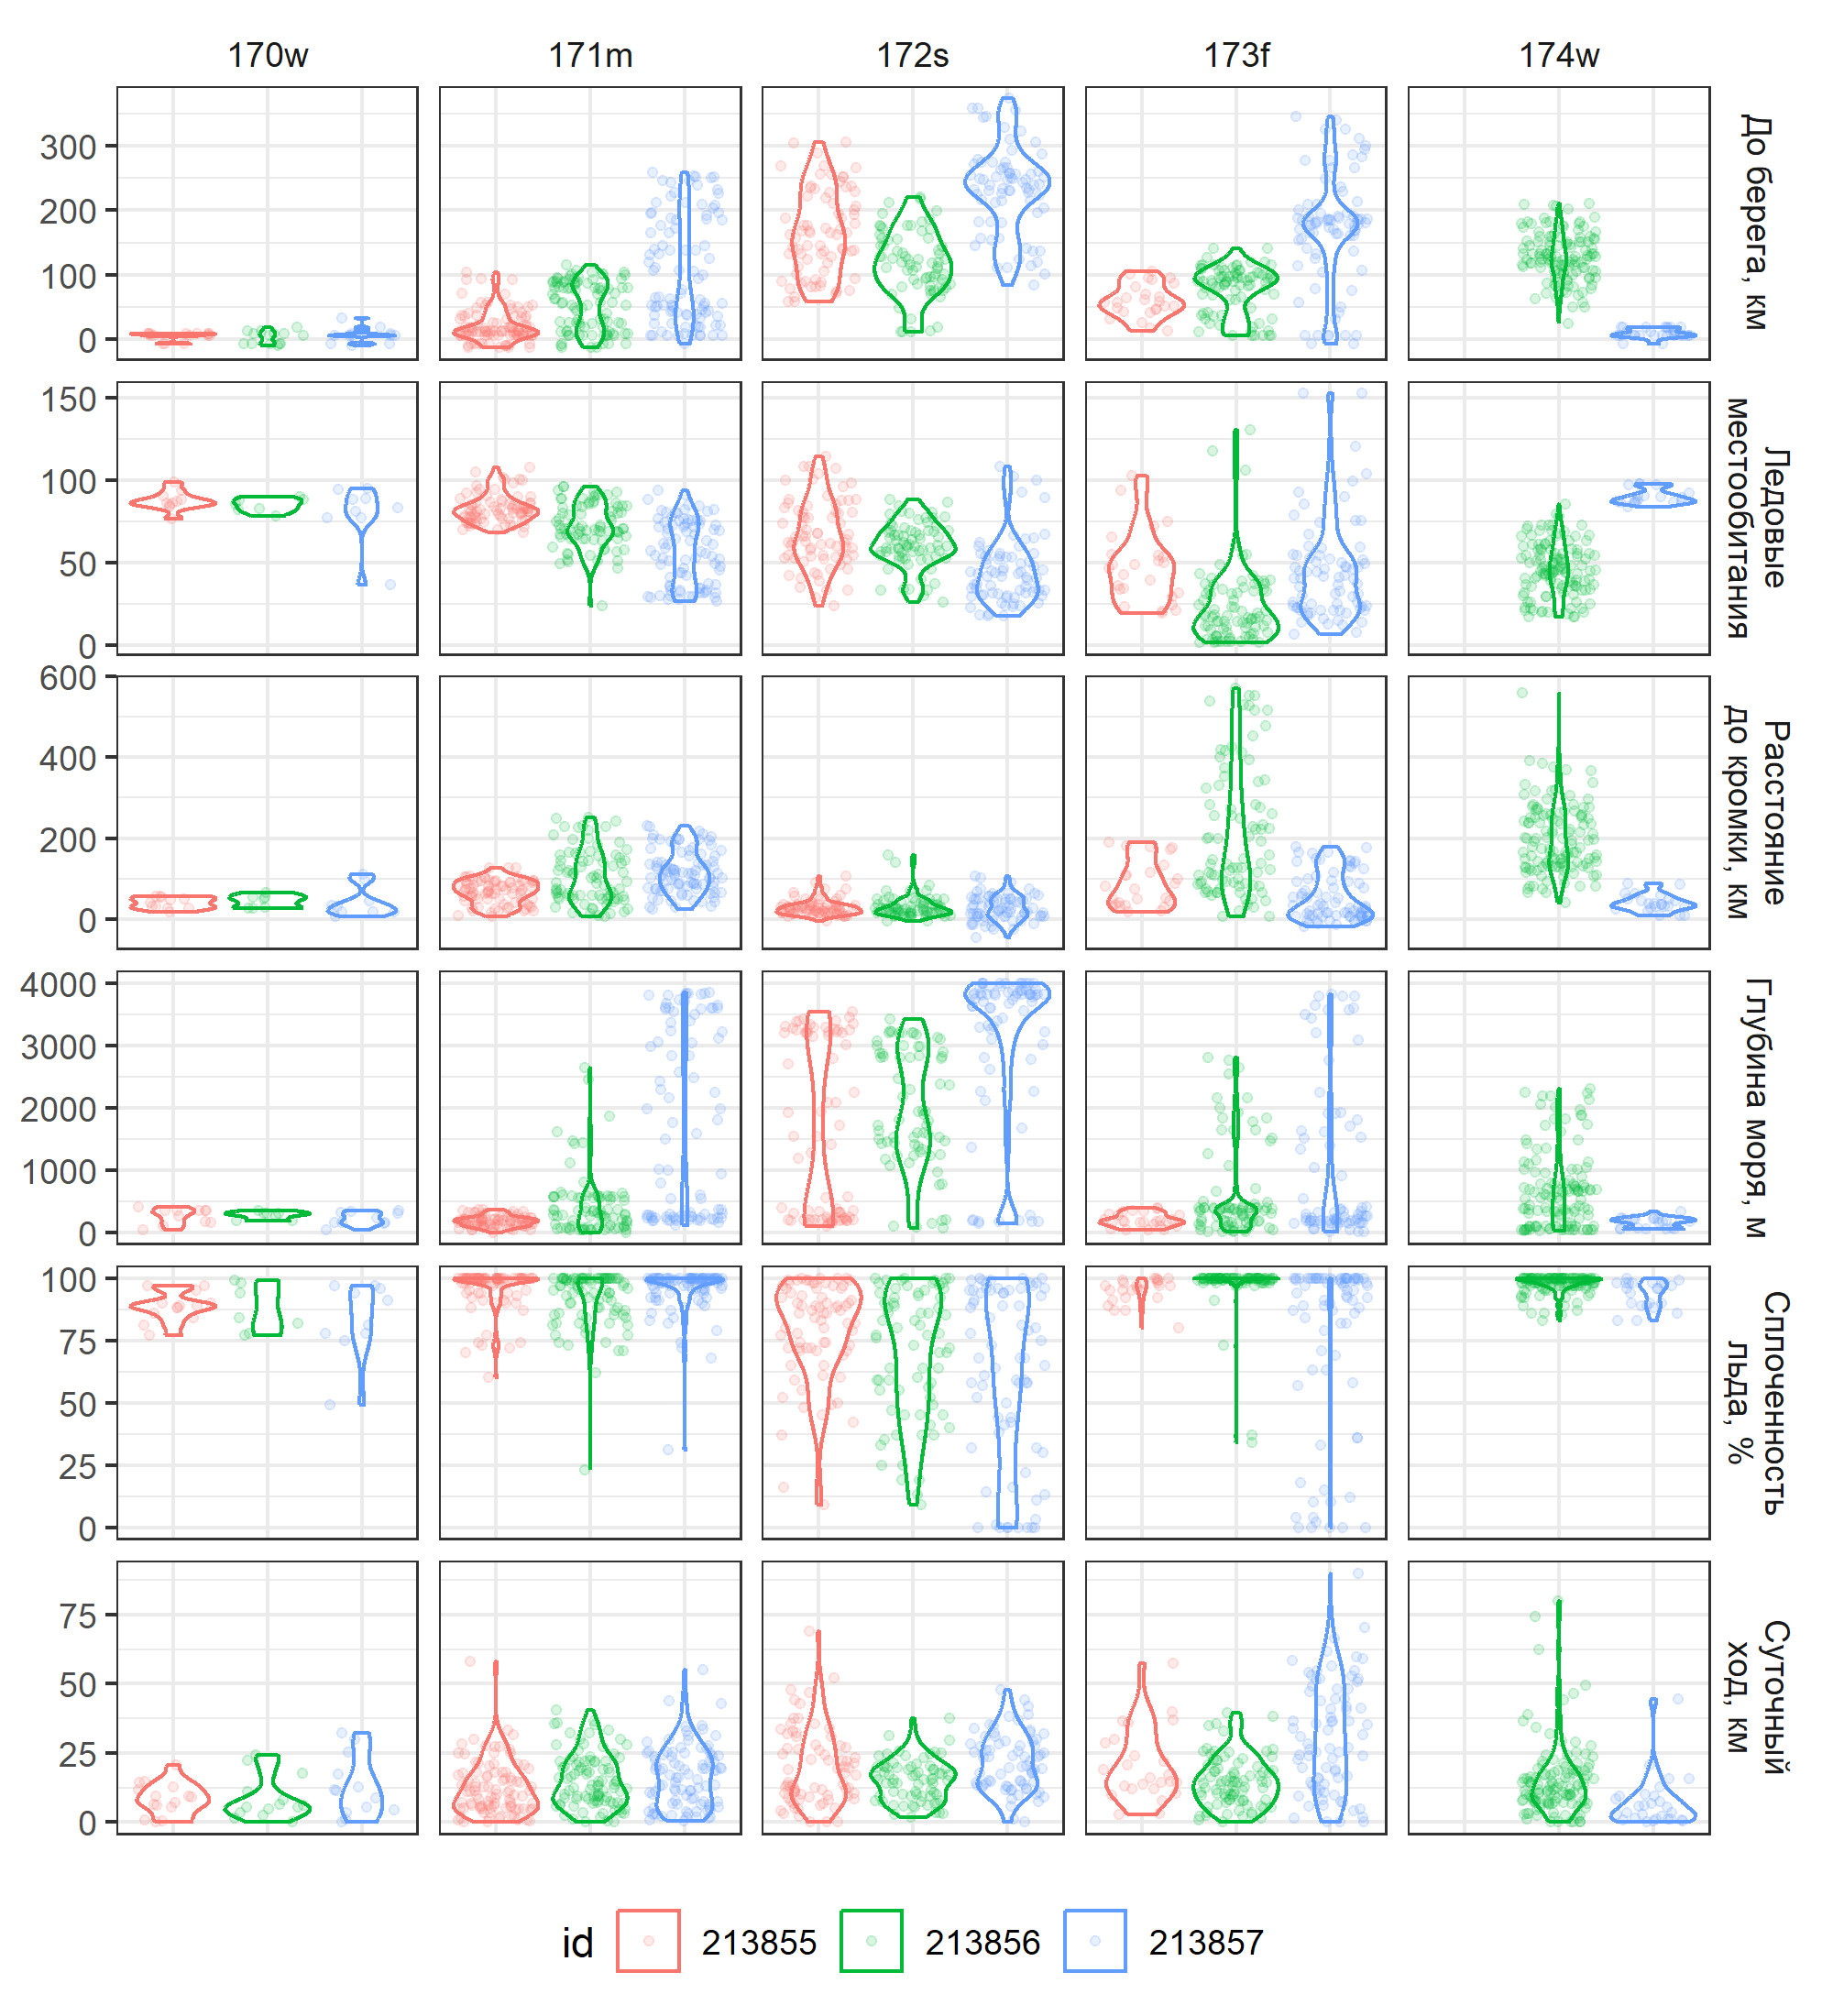 170w 171m 172s 173f 174w
300
200
100
0
До берега, км
150
100
50
0
Ледовые
местообитания
600
400
200
0
Расстояние
до кромки, км
4000
3000
2000
1000
0
Глубина моря, м
100
75
50
25
0
Сплоченность
льда, %
75
50
25
0
Суточный
ход, км
id 213855 213856 213857